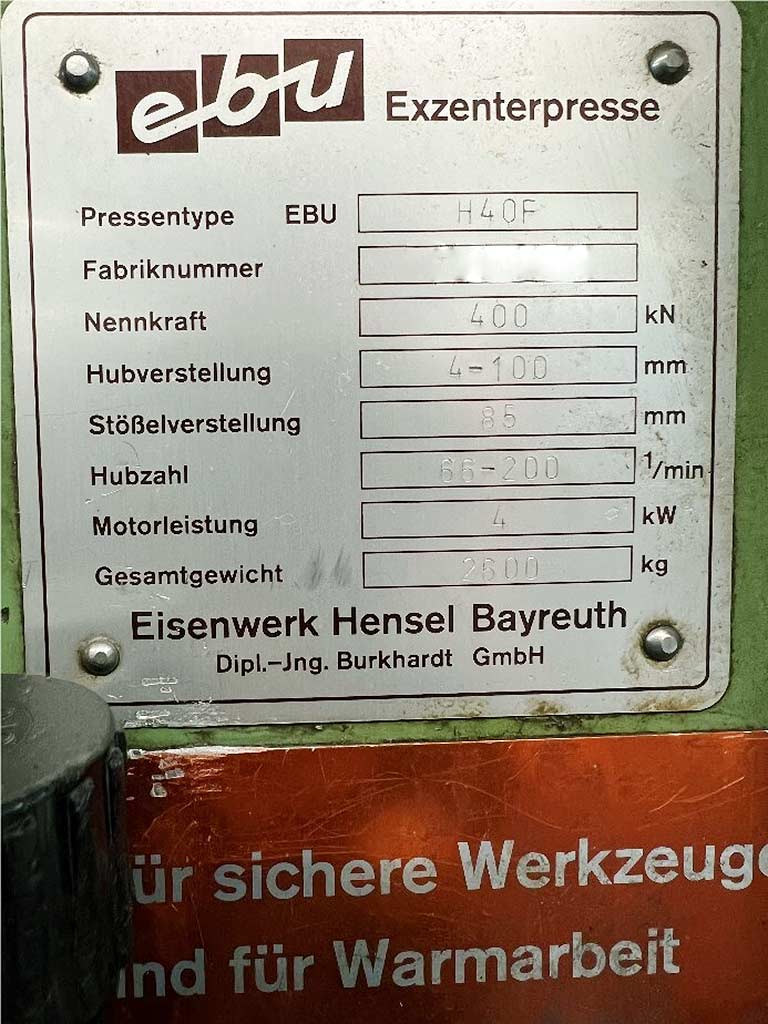 ebu Exzenterpresse
Pressentype EBU H40F
Fabriknummer
Nennkraft 400 kN
Hubverstellung 4-100 mm
Stößelverstellung 85 mm
Hubzahl 66-200 1/min
Motorleistung 4 kW
Gesamtgewicht 2600 kg
Eisenwerk Hensel Bayreuth
Dipl.-Jng. Burkhardt GmbH
ür sichere Werkzeuge
ind für Warmarbeit